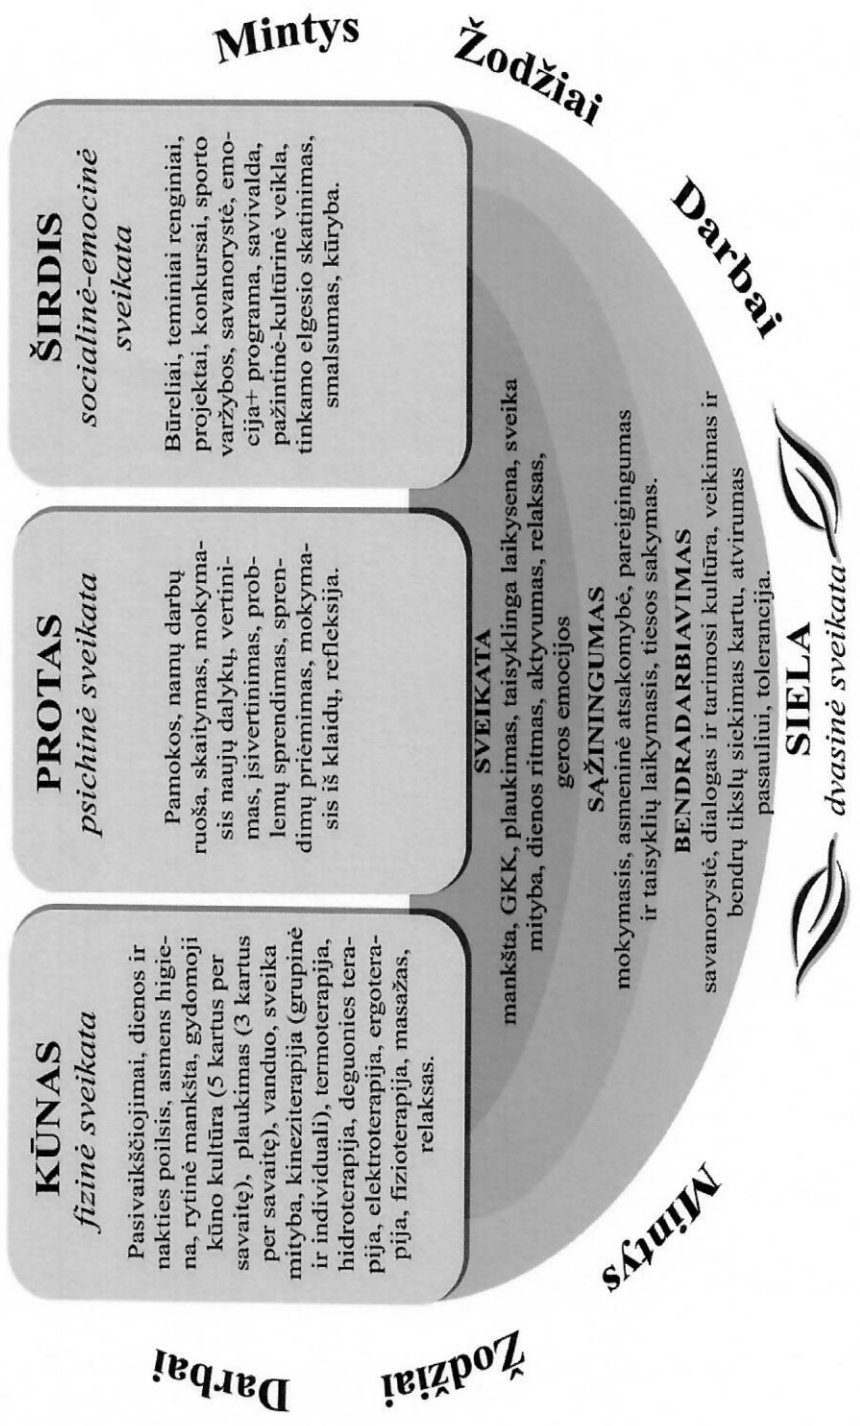 KŪNAS
fizinė sveikata
Pasivaikščiojimai, dienos ir
nakties poilsis, asmens higie-
na, rytinė mankšta, gydomoji
kūno kultūra (5 kartus per
savaitę), plaukimas (3 kartus
per savaitę), vanduo, sveika
mityba, kineziterapija (grupinė
ir individuali), termoterapija,
hidroterapija, deguonies tera-
pija, elektroterapija, ergotera-
pija, fizioterapija, masažas,
relaksas.
PROTAS
psichinė sveikata
Pamokos, namų darbų
ruoša, skaitymas, mokyma-
sis naujų dalykų, vertini-
mas, įsivertinimas, prob-
lemų sprendimas, spren-
dimų priėmimas, mokyma-
sis iš klaidų, refleksija.
ŠIRDIS
socialinė-emocinė
sveikata
Būreliai, teminiai renginiai,
projektai, konkursai, sporto
varžybos, savanorystė, emo-
cija+ programa, savivalda,
pažintinė-kultūrinė veikla,
tinkamo elgesio skatinimas,
smalsumas, kūryba.
SVEIKATA
mankšta, GKK, plaukimas, taisyklinga laikysena, sveika
mityba, dienos ritmas, aktyvumas, relaksas,
geros emocijos
SĄŽININGUMAS
mokymasis, asmeninė atsakomybė, pareigingumas
ir taisyklių laikymasis, tiesos sakymas.
BENDRADARBIAVIMAS
savanorystė, dialogas ir tarimosi kultūra, veikimas ir
bendrų tikslų siekimas kartu, atvirumas
pasauliui, tolerancija.
SIELA
dvasinė sveikata
Darbai
Žodžiai
Mintys
Mintys
Žodžiai
Darbai